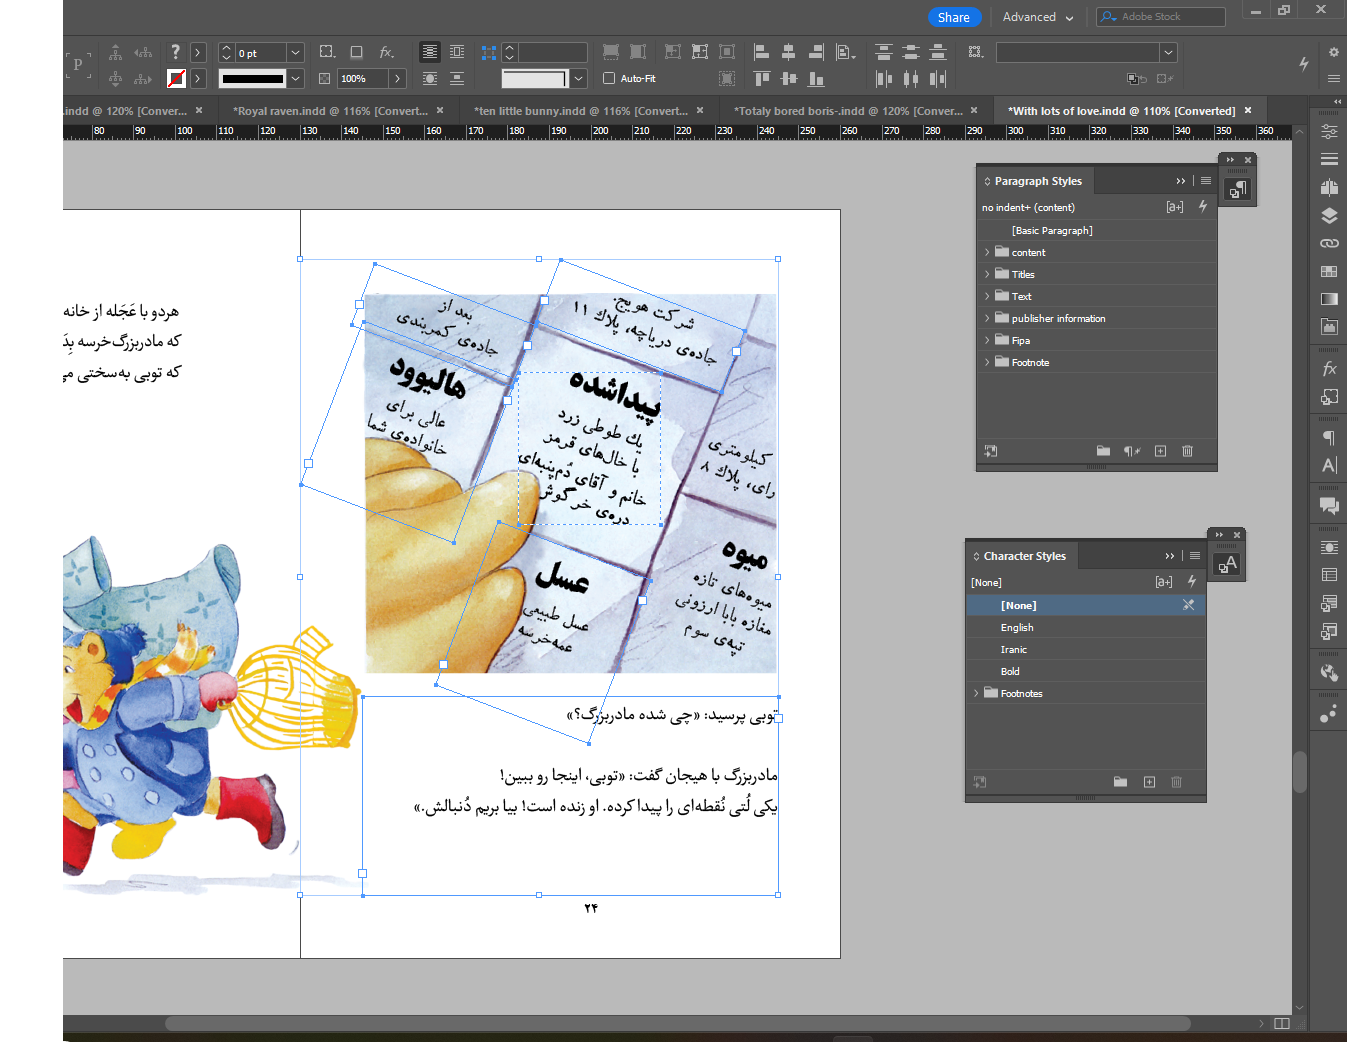 Share
Advanced
Adobe Stock
0 pt
100%
Auto-Fit
.indd @ 120% [Conver...
*Royal raven.indd @ 116% [Convert...
*ten little bunny.indd @ 116% [Convert...
*Totaly bored boris-.indd @ 120% [Conver...
*With lots of love.indd @ 110% [Converted]
80 90 100 110 120 130 140 150 160 170 180 190 200 210 220 230 240 250 260 270 280 290 300 310 320 330 340 350 360
Paragraph Styles
no indent+ (content)
[Basic Paragraph]
content
Titles
Text
publisher information
Fipa
Footnote
Character Styles
[None]
[None]
English
Iranic
Bold
Footnotes
هردو با عَجَله از خانه
که مادربزرگ‌خرسه
که توبی به‌سختی
بعد از
جاده‌ی کمربندی
شرکت هویج.
جاده‌ی دریاچه، پلاک ۱۱
هالیوود
عالی برای
خانواده‌ی شما
پیداشده
یك طوطی زرد
با خال‌های قرمز
خانم و آقای دُم‌پنبه‌ای
دره‌ی خرگوش
کیلومتری
رای، پلاک ۸
میوه
میوه‌های تازه
مغازه بابا ارزونی
تپه‌ی سوم
عسل
عسل طبیعی
عمه‌خرسه
توبی پرسید: «چی شده مادربزرگ؟»
مادربزرگ با هیجان گفت: «توبی، اینجا رو ببین!
یکی لُتی نُقطه‌ای را پیدا کرده. او زنده است! بیا بریم دُنبالش.»
۲۴